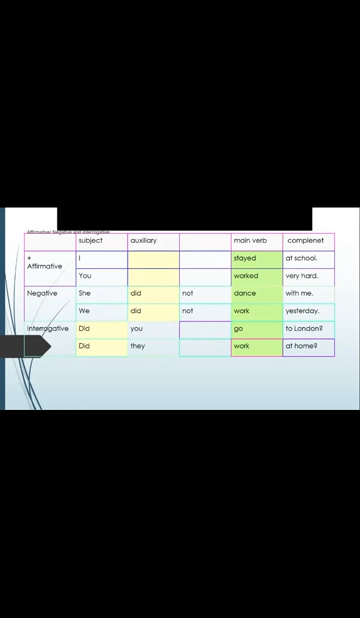 Affirmative/ Negative and Interrogative
subject auxiliary main verb complenet
+
Affirmative I stayed at school.
You worked very hard.
Negative She did not dance with me.
We did not work yesterday.
Interrogative Did you go to London?
Did they work at home?